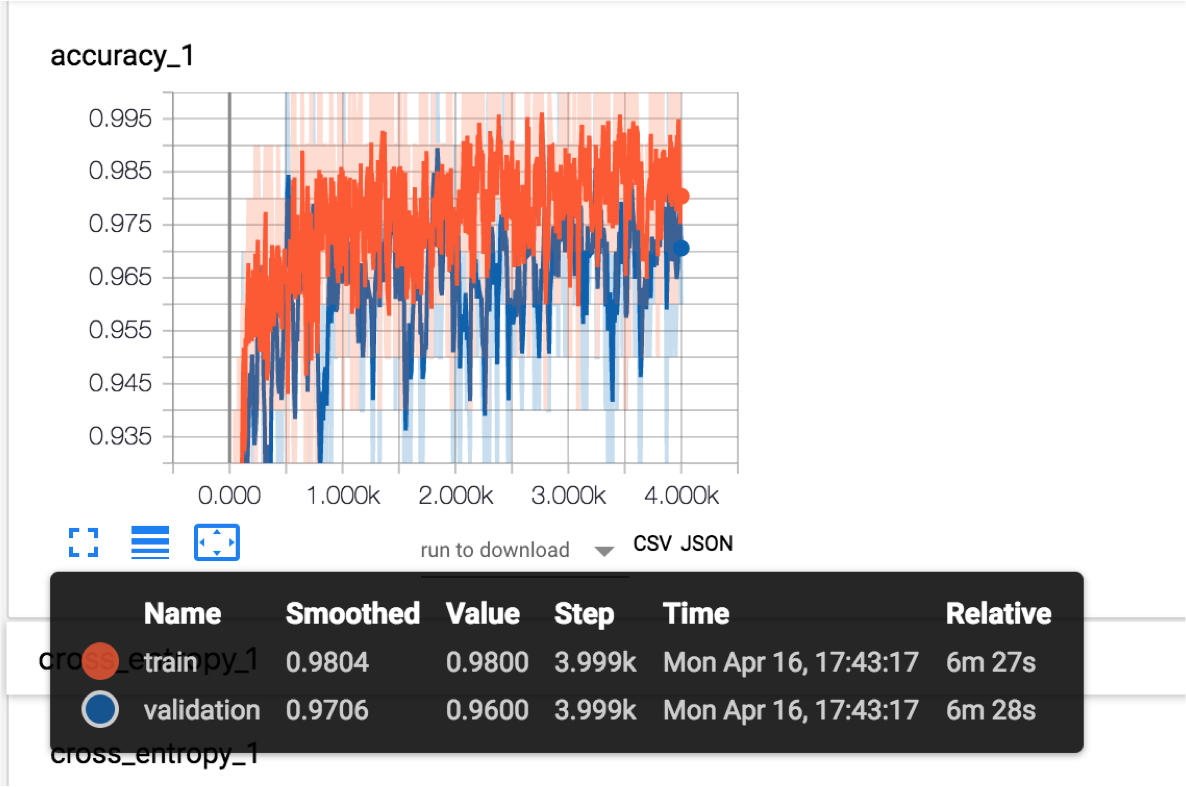 accuracy_1
0.995
0.985
0.975
0.965
0.955
0.945
0.935
0.000 1.000k 2.000k 3.000k 4.000k
run to download CSV JSON
Name Smoothed Value Step Time Relative
cross_entropy_1
train 0.9804 0.9800 3.999k Mon Apr 16, 17:43:17 6m 27s
validation 0.9706 0.9600 3.999k Mon Apr 16, 17:43:17 6m 28s
cross_entropy_1